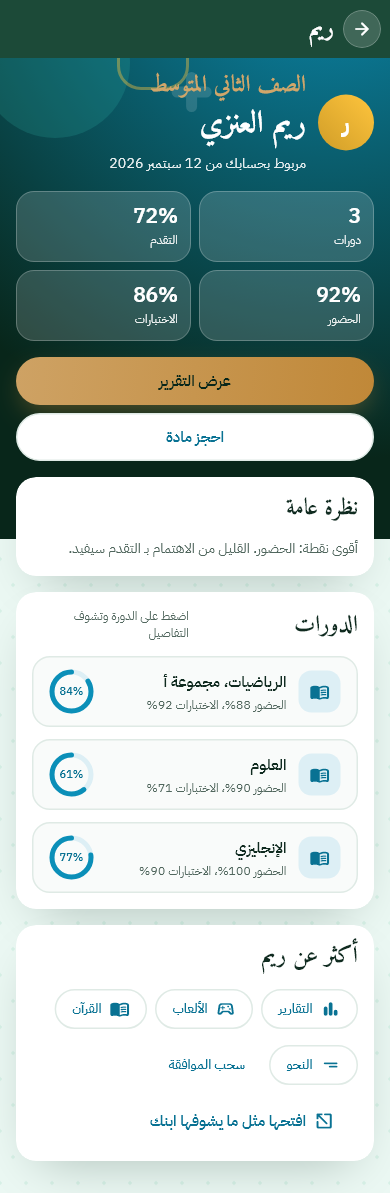 ريم
الصف الثاني المتوسط
ر
ريم العنزي
مربوط بحسابك من 12 سبتمبر 2026
3
دورات
72%
التقدم
92%
الحضور
86%
الاختبارات
عرض التقرير
احجز مادة
نظرة عامة
أقوى نقطة: الحضور. القليل من الاهتمام بـ التقدم سيفيد.
الدورات
اضغط على الدورة وتشوف
التفاصيل
الرياضيات، مجموعة أ
الحضور 88%، الاختبارات 92%
84%
العلوم
الحضور 90%، الاختبارات 71%
61%
الإنجليزي
الحضور 100%، الاختبارات 90%
77%
أكثر عن ريم
التقارير
الألعاب
القرآن
النحو
سحب الموافقة
افتحها مثل ما يشوفها ابنك